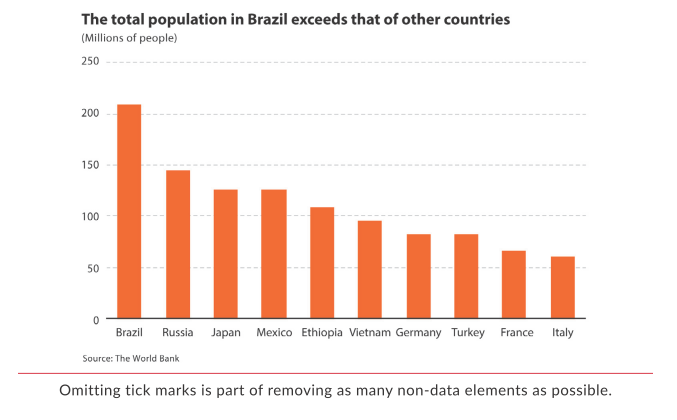 The total population in Brazil exceeds that of other countries
(Millions of people)
250
200
150
100
50
0
Brazil Russia Japan Mexico Ethiopia Vietnam Germany Turkey France Italy
Source: The World Bank
Omitting tick marks is part of removing as many non-data elements as possible.